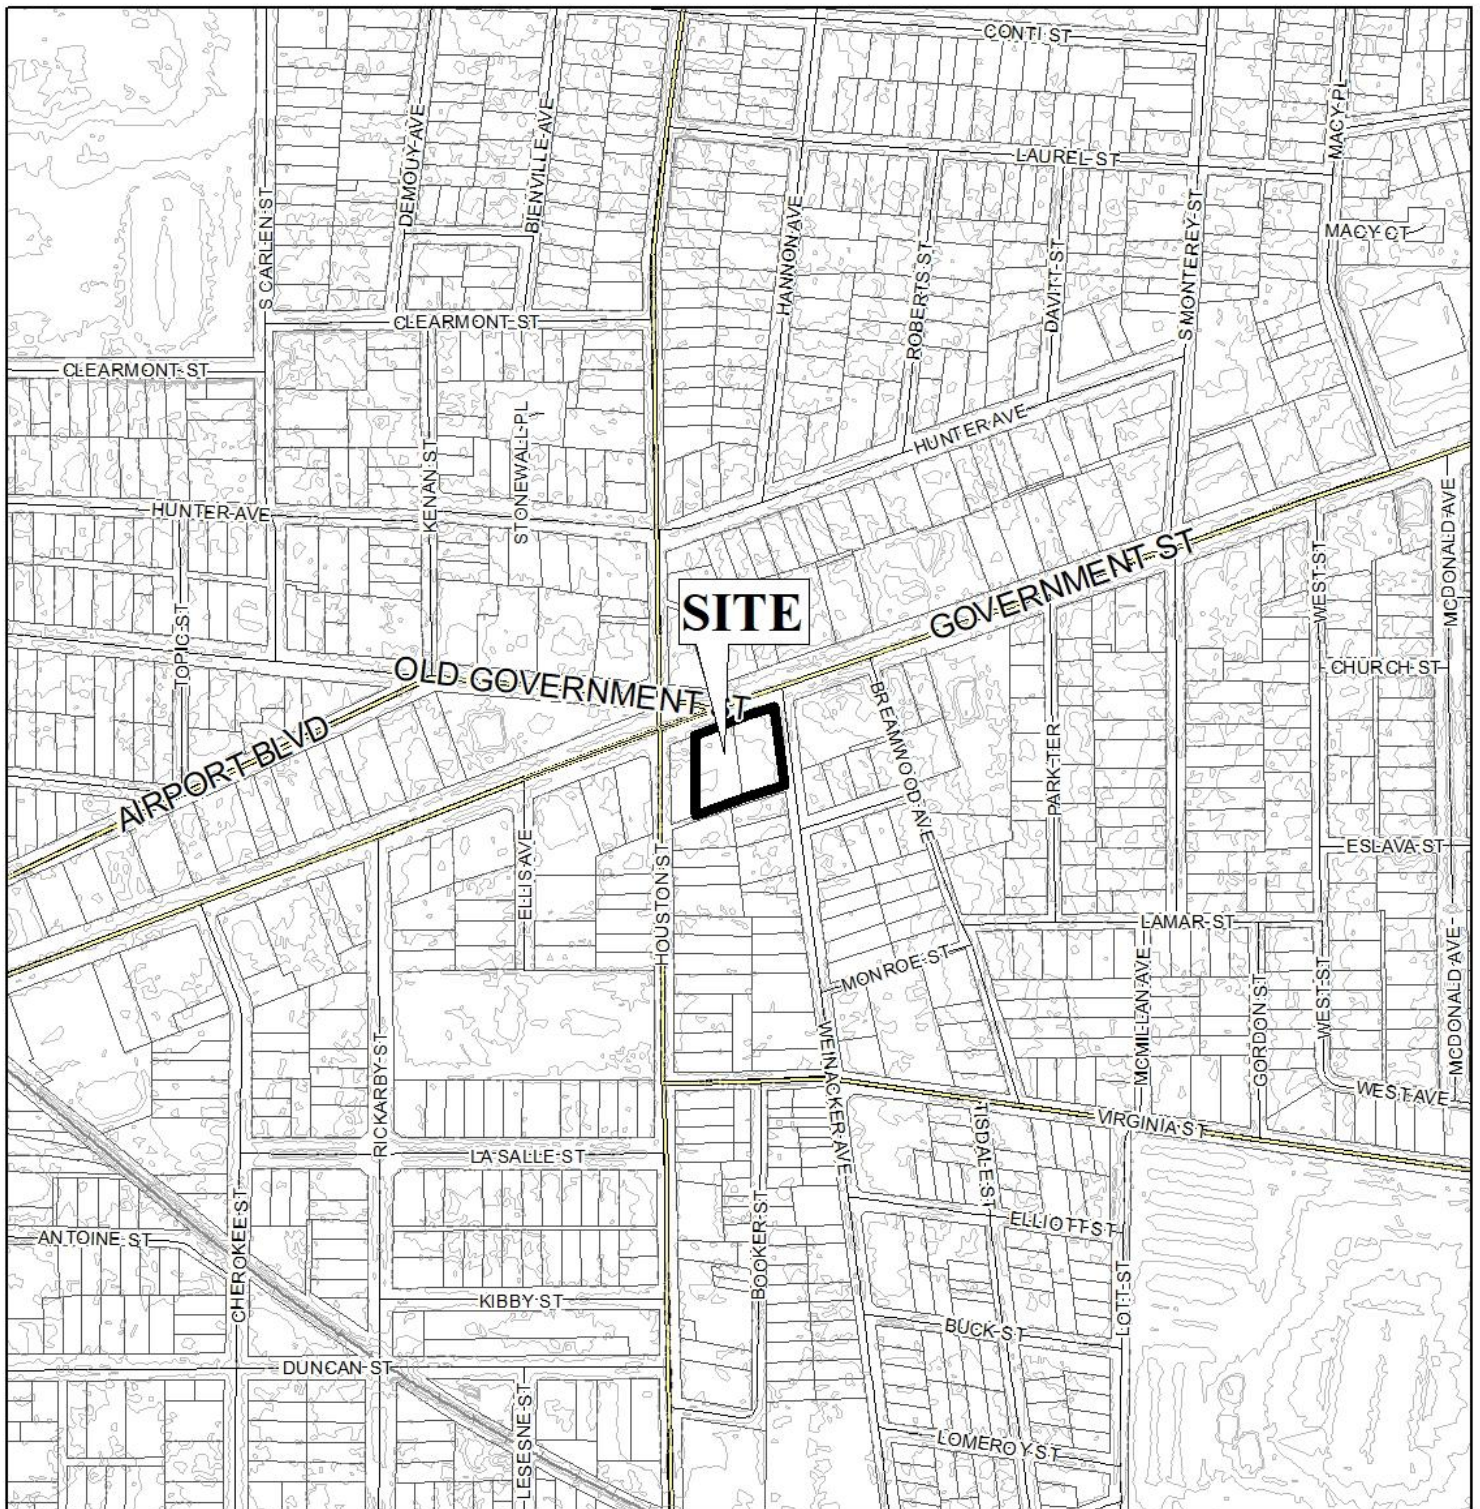 CONTI ST
MACY PL
DEMOUY AVE
BIENVILLE AVE
LAUREL ST
S CARLEN ST
HANNON AVE
ROBERTS ST
DAVITT ST
S MONTEREY ST
MACY CT
CLEARMONT ST
CLEARMONT ST
KENAN ST
STONEWALL PL
HUNTER AVE
HUNTER AVE
GOVERNMENT ST
WEST ST
MCDONALD AVE
SITE
TOPIC ST
OLD GOVERNMENT ST
CHURCH ST
AIRPORT BLVD
BREAMWOOD AVE
PARK TER
ELLIS AVE
HOUSTON ST
ESLAVA ST
LAMAR ST
MONROE ST
MCMILLAN AVE
GORDON ST
WEST ST
MCDONALD AVE
RICKARBY ST
WEINACKER AVE
WEST AVE
VIRGINIA ST
TISDALE ST
LA SALLE ST
ANTOINE ST
CHEROKEE ST
BOOKER ST
ELLIOTT ST
KIBBY ST
LOTT ST
BUCK ST
DUNCAN ST
LESESNE ST
LOMEROY ST